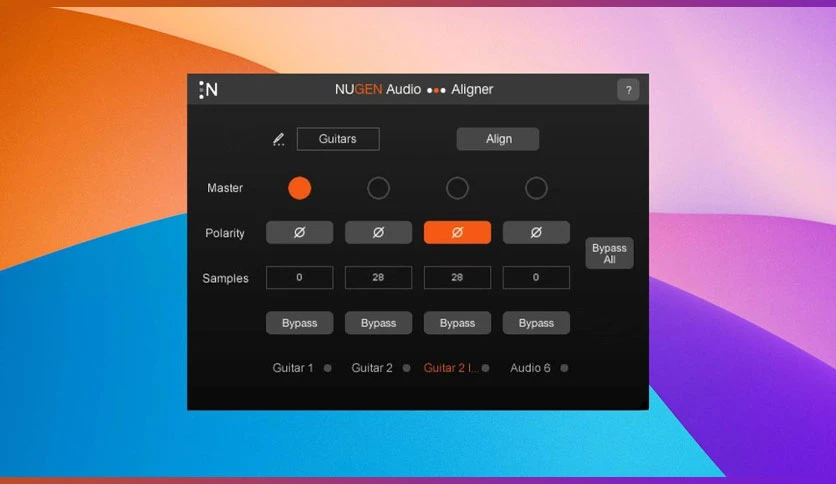 N NUGEN Audio Aligner ?
Guitars Align
Master
Polarity Ø Ø Ø Ø
Bypass All
Samples 0 28 28 0
Bypass Bypass Bypass Bypass
Guitar 1 Guitar 2 Guitar 2 I... Audio 6